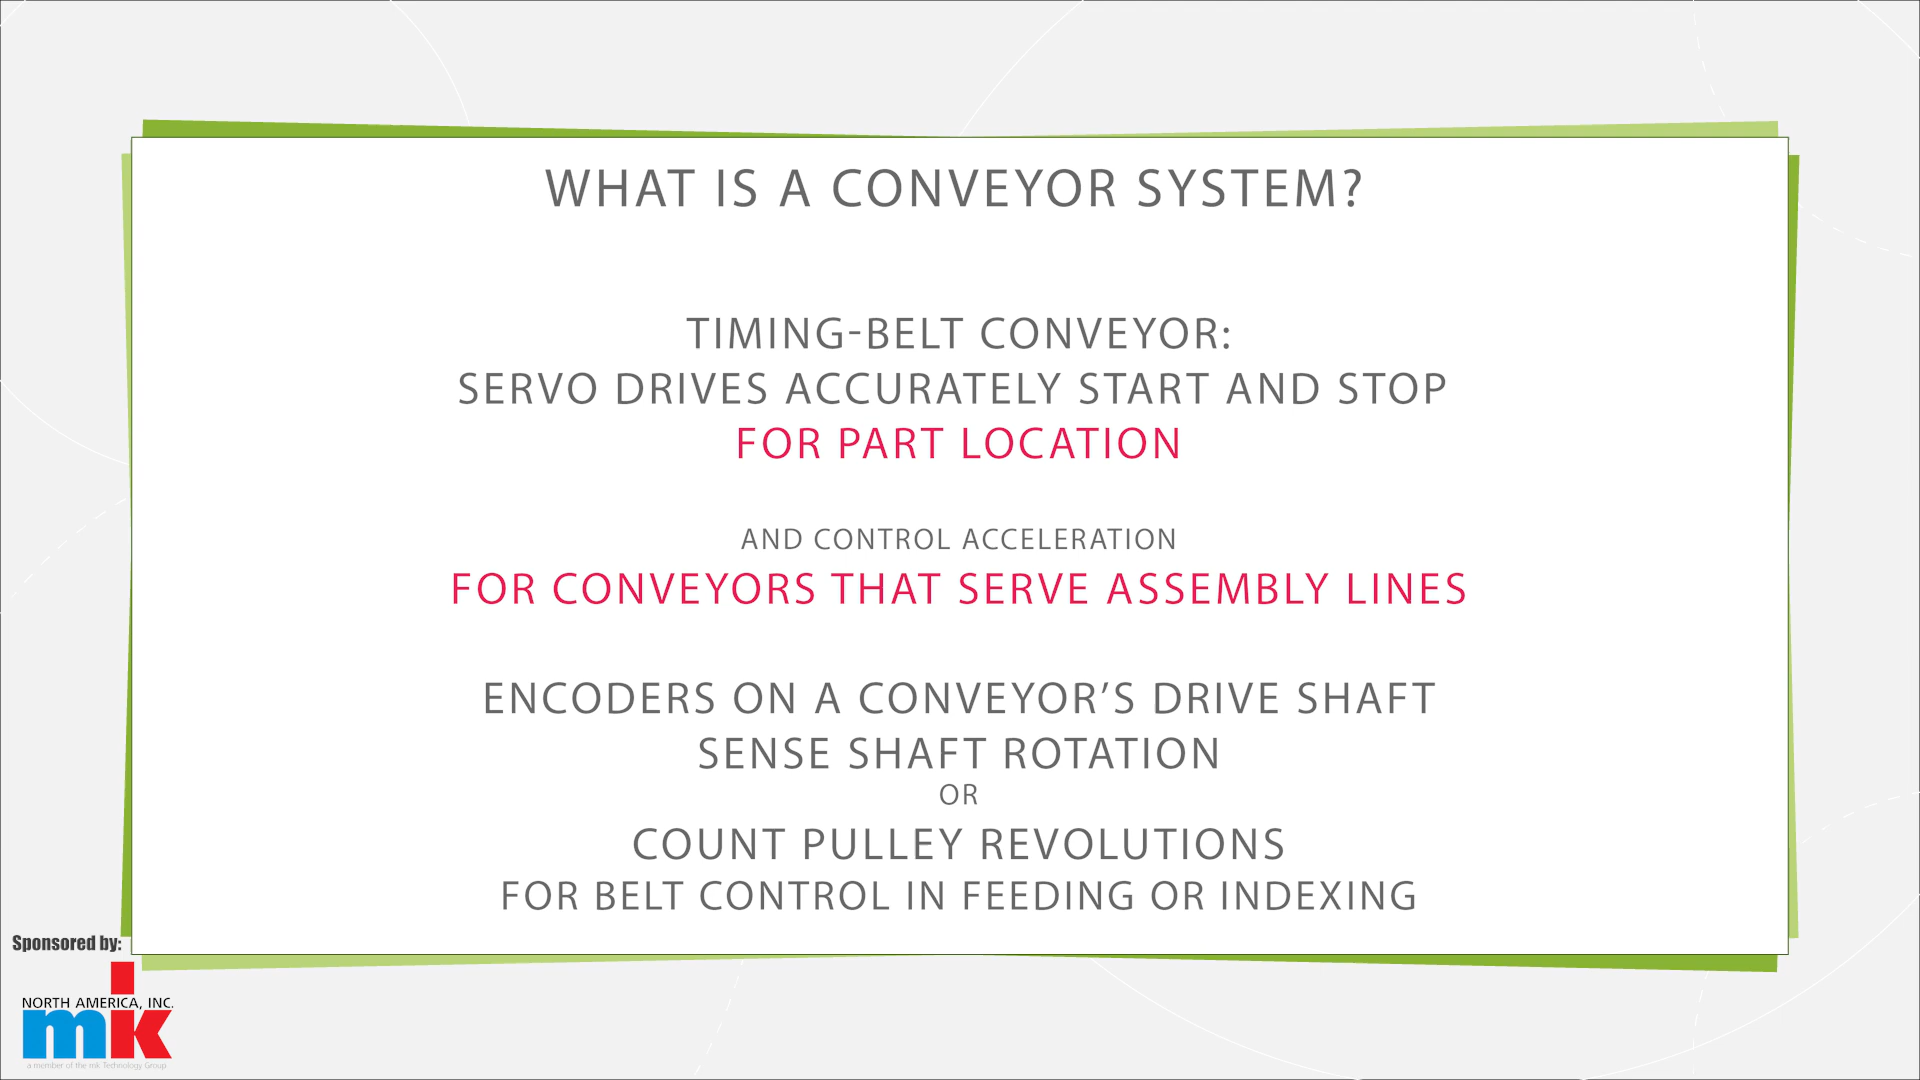 WHAT IS A CONVEYOR SYSTEM?
TIMING-BELT CONVEYOR:
SERVO DRIVES ACCURATELY START AND STOP
FOR PART LOCATION
AND CONTROL ACCELERATION
FOR CONVEYORS THAT SERVE ASSEMBLY LINES
ENCODERS ON A CONVEYOR’S DRIVE SHAFT
SENSE SHAFT ROTATION
OR
COUNT PULLEY REVOLUTIONS
FOR BELT CONTROL IN FEEDING OR INDEXING
Sponsored by:
NORTH AMERICA, INC.
mk
a member of the mk Technology Group